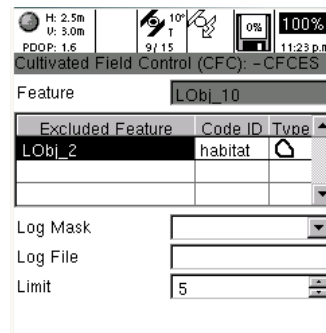 H: 2.5m
V: 3.0m
PDOP: 1.6
10°
T
9/ 15
0%
100%
11:23 p.m
Cultivated Field Control (CFC): -CFCES
Feature
LObj_10
Excluded Feature Code ID Type
LObj_2 habitat
Log Mask
Log File
Limit 5